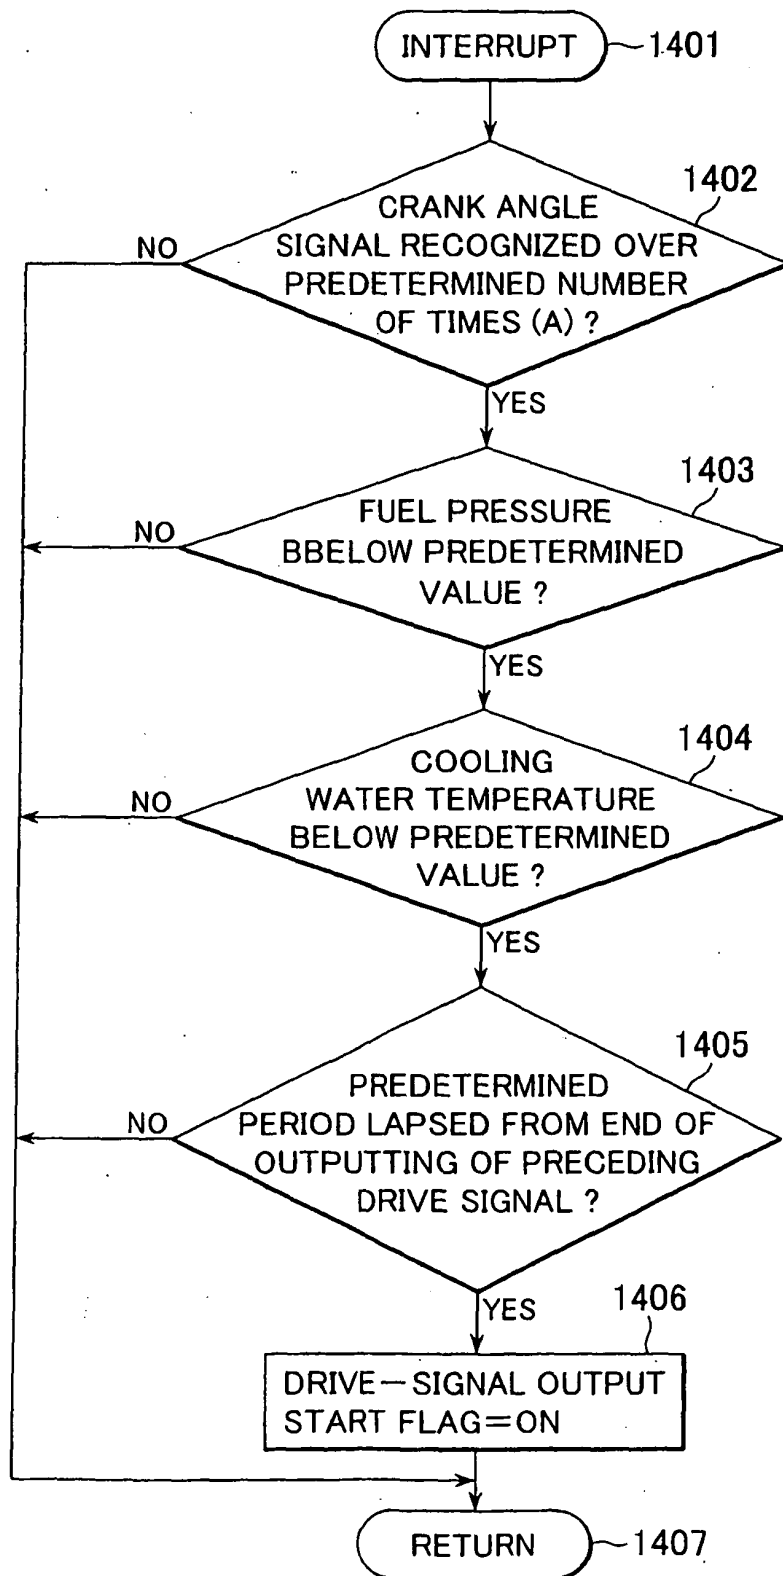 INTERRUPT
1401
1402
CRANK ANGLE
SIGNAL RECOGNIZED OVER
PREDETERMINED NUMBER
OF TIMES (A) ?
NO
YES
1403
FUEL PRESSURE
BBELOW PREDETERMINED
VALUE ?
NO
YES
1404
COOLING
WATER TEMPERATURE
BELOW PREDETERMINED
VALUE ?
NO
YES
1405
PREDETERMINED
PERIOD LAPSED FROM END OF
OUTPUTTING OF PRECEDING
DRIVE SIGNAL ?
NO
YES
1406
DRIVE-SIGNAL OUTPUT
START FLAG=ON
RETURN
1407